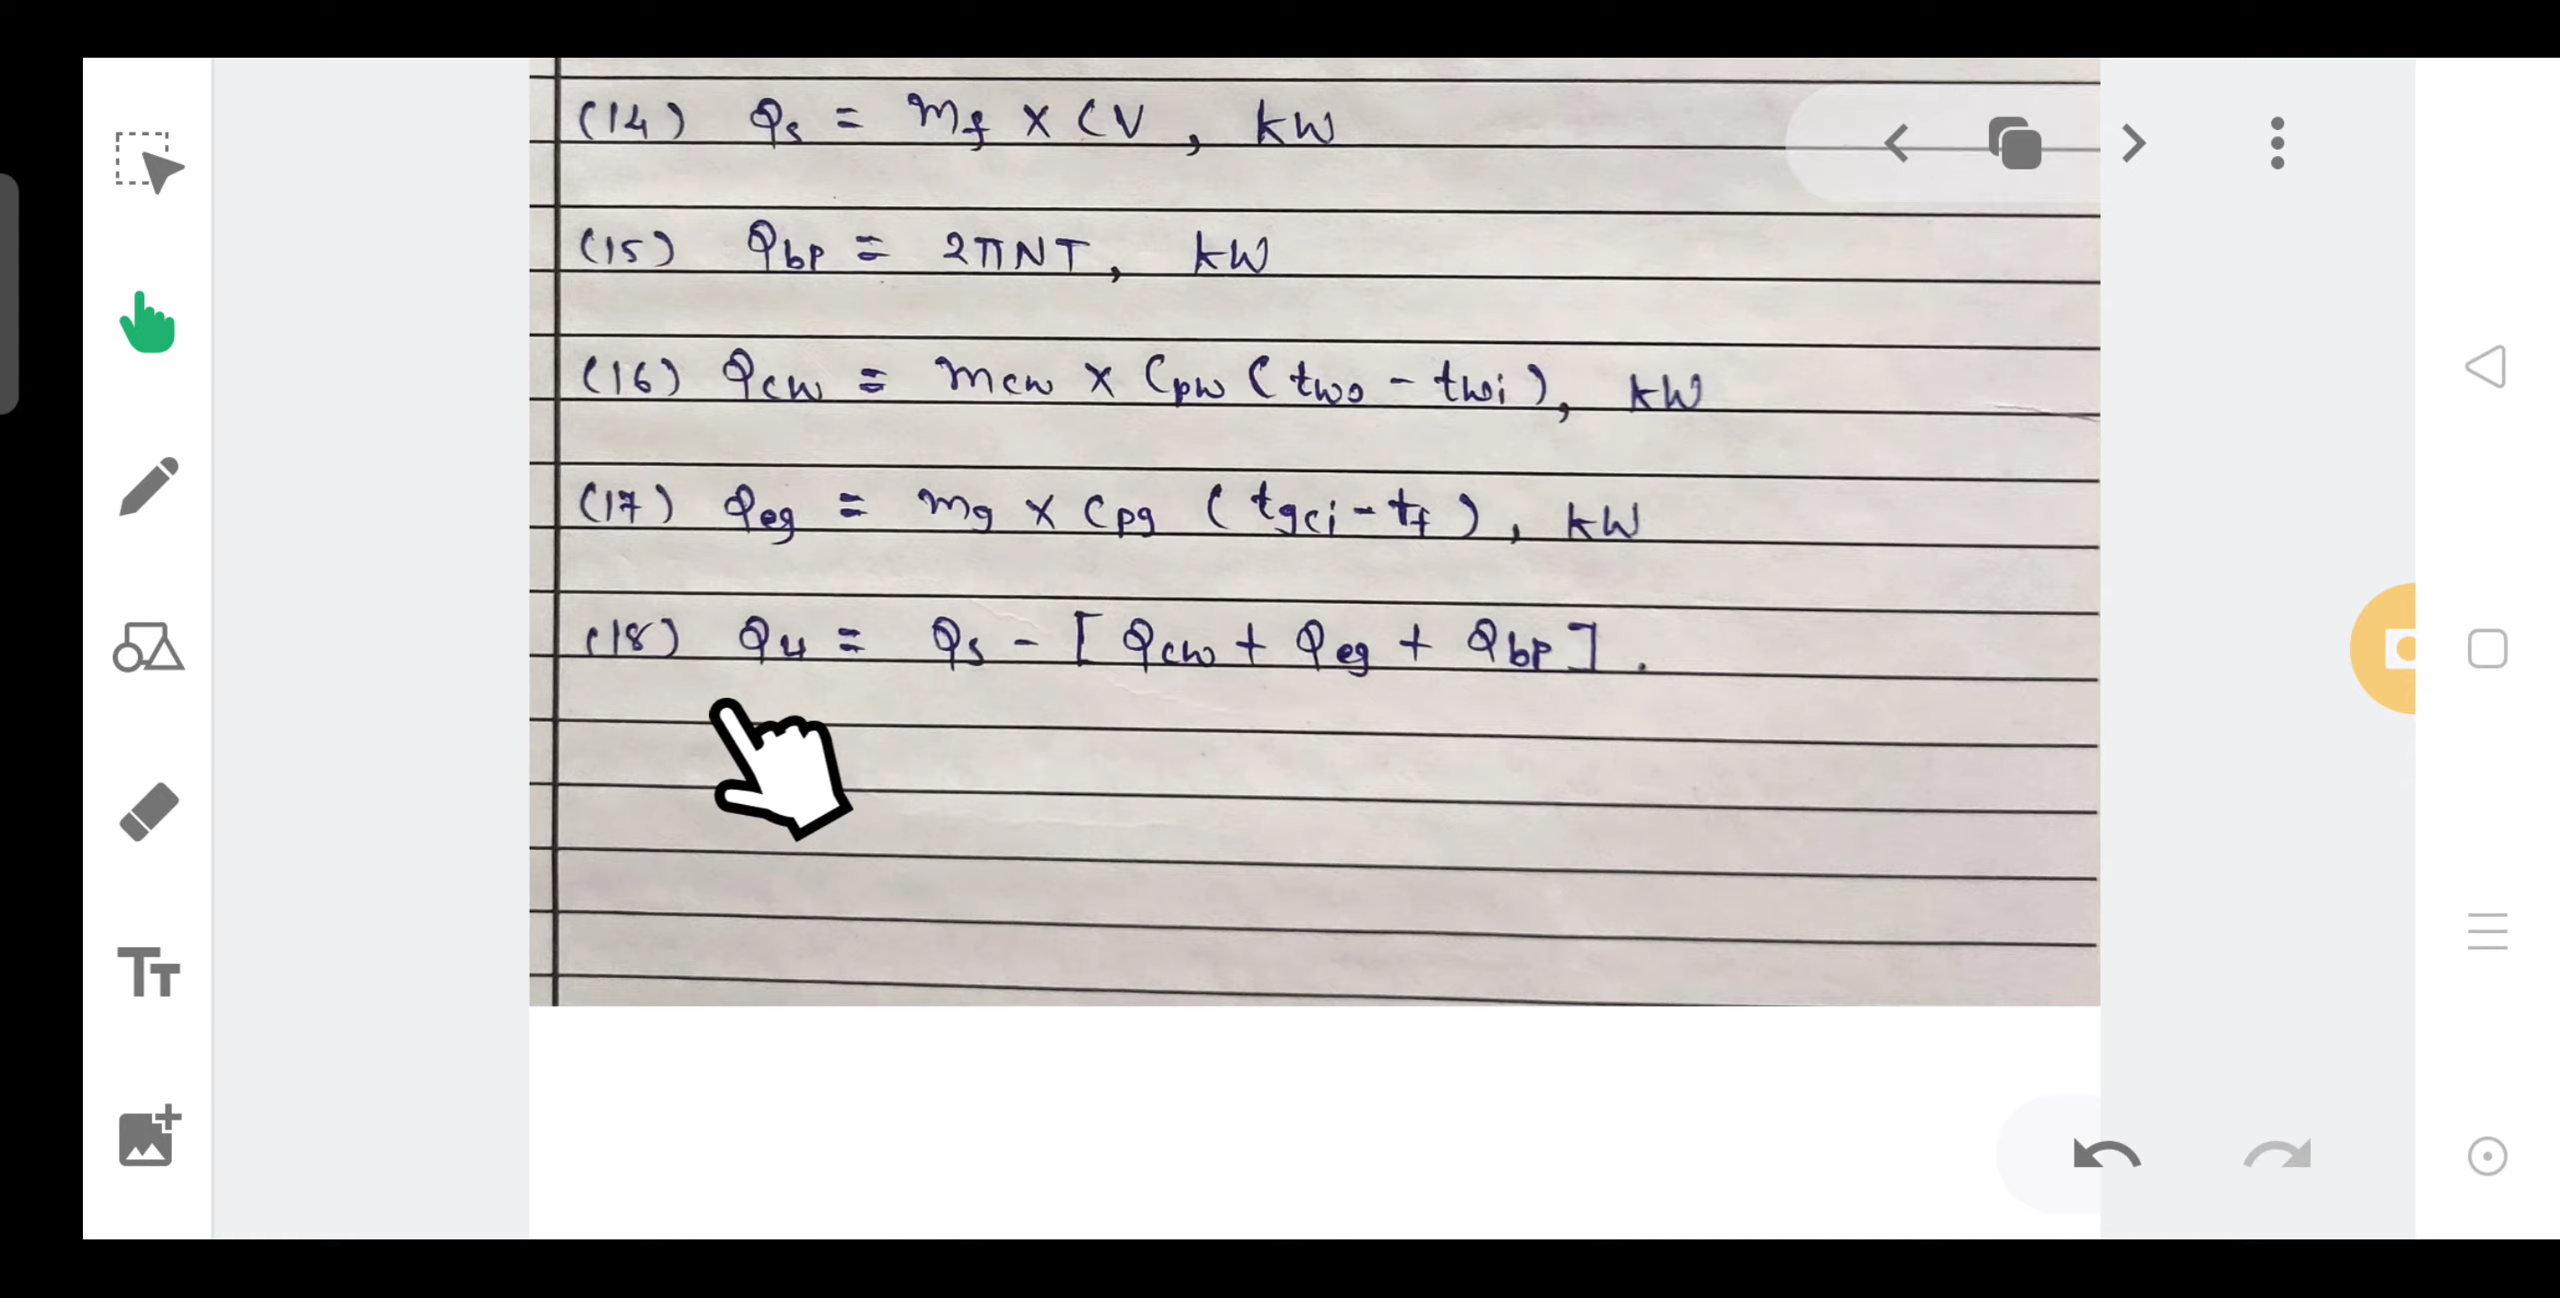 (14) Qs = mf × CV, kW
(15) Qbp = 2πNT, kW
(16) Qcw = mcw × Cpw (two - twi), kW
(17) Qeg = mg × Cpg (tgci - tf), kW
(18) Qu = Qs - [Qcw + Qeg + Qbp].
TT